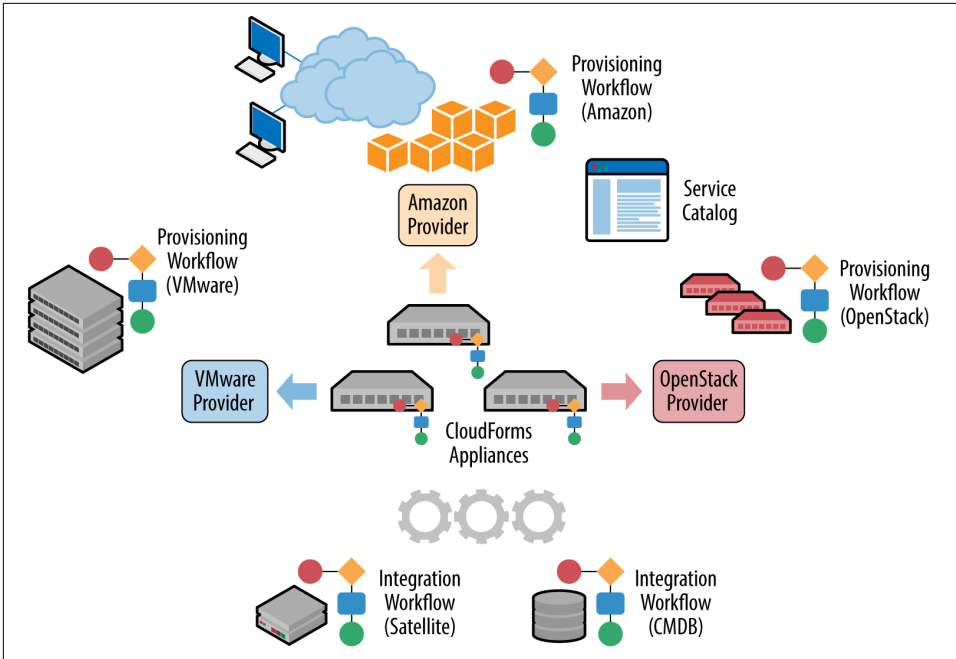 Provisioning
Workflow
(Amazon)
Service
Catalog
Amazon
Provider
Provisioning
Workflow
(VMware)
Provisioning
Workflow
(OpenStack)
VMware
Provider
OpenStack
Provider
CloudForms
Appliances
Integration
Workflow
(Satellite)
Integration
Workflow
(CMDB)